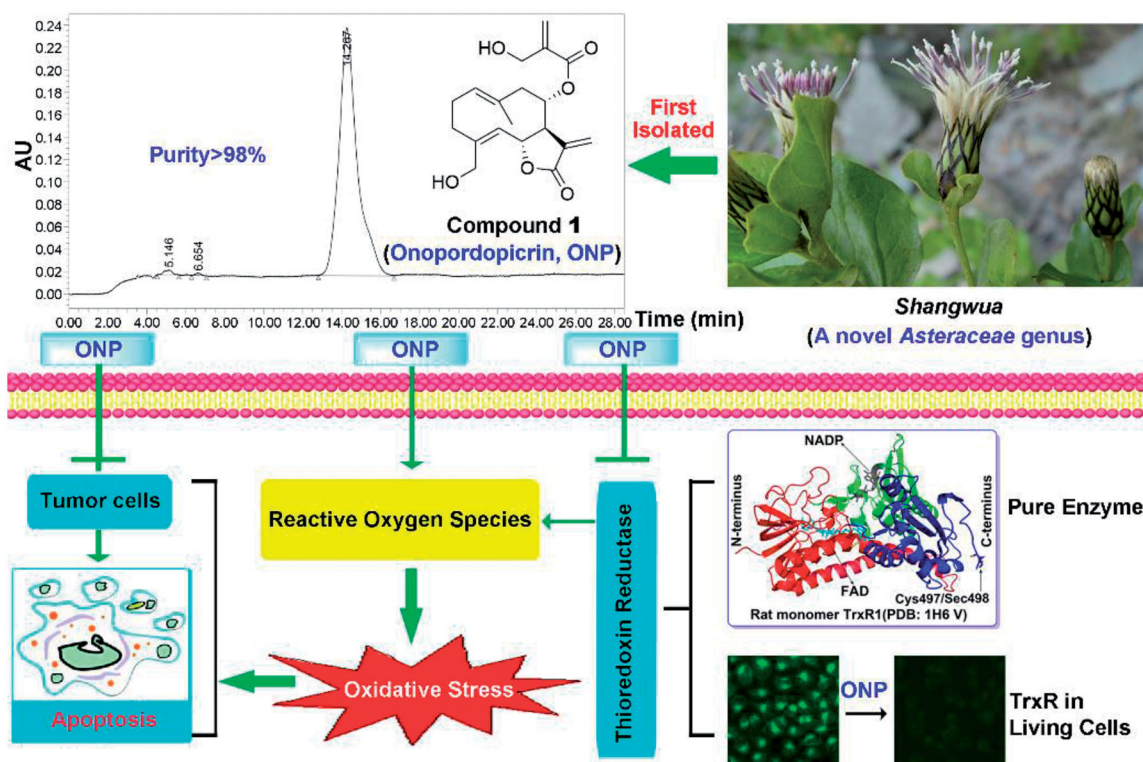 0.24
0.22
0.20
0.18
0.16
0.14
0.12
0.10
0.08
0.06
0.04
0.02
0.00
AU
Purity>98%
5.146
6.654
14.267
HO
O
O
O
O
HO
Compound 1
(Onopordopicrin, ONP)
0.00 2.00 4.00 6.00 8.00 10.00 12.00 14.00 16.00 18.00 20.00 22.00 24.00 26.00 28.00
Time (min)
First
Isolated
Shangwua
(A novel Asteraceae genus)
ONP
ONP
ONP
Tumor cells
Apoptosis
Reactive Oxygen Species
Oxidative Stress
Thioredoxin Reductase
NADP
N-terminus
C-terminus
FAD
Cys497/Sec498
Rat monomer TrxR1(PDB: 1H6 V)
Pure Enzyme
ONP
TrxR in
Living Cells